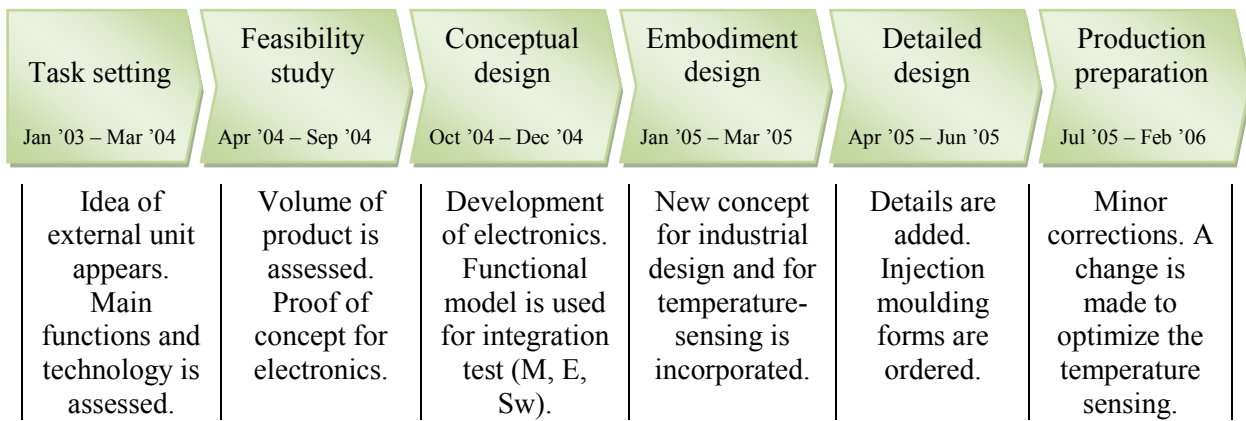 Task setting
Jan ’03 – Mar ’04
Feasibility
study
Apr ’04 – Sep ’04
Conceptual
design
Oct ’04 – Dec ’04
Embodiment
design
Jan ’05 – Mar ’05
Detailed
design
Apr ’05 – Jun ’05
Production
preparation
Jul ’05 – Feb ’06
Idea of
external unit
appears.
Main
functions and
technology is
assessed.
Volume of
product is
assessed.
Proof of
concept for
electronics.
Development
of electronics.
Functional
model is used
for integration
test (M, E,
Sw).
New concept
for industrial
design and for
temperature-
sensing is
incorporated.
Details are
added.
Injection
moulding
forms are
ordered.
Minor
corrections. A
change is
made to
optimize the
temperature
sensing.